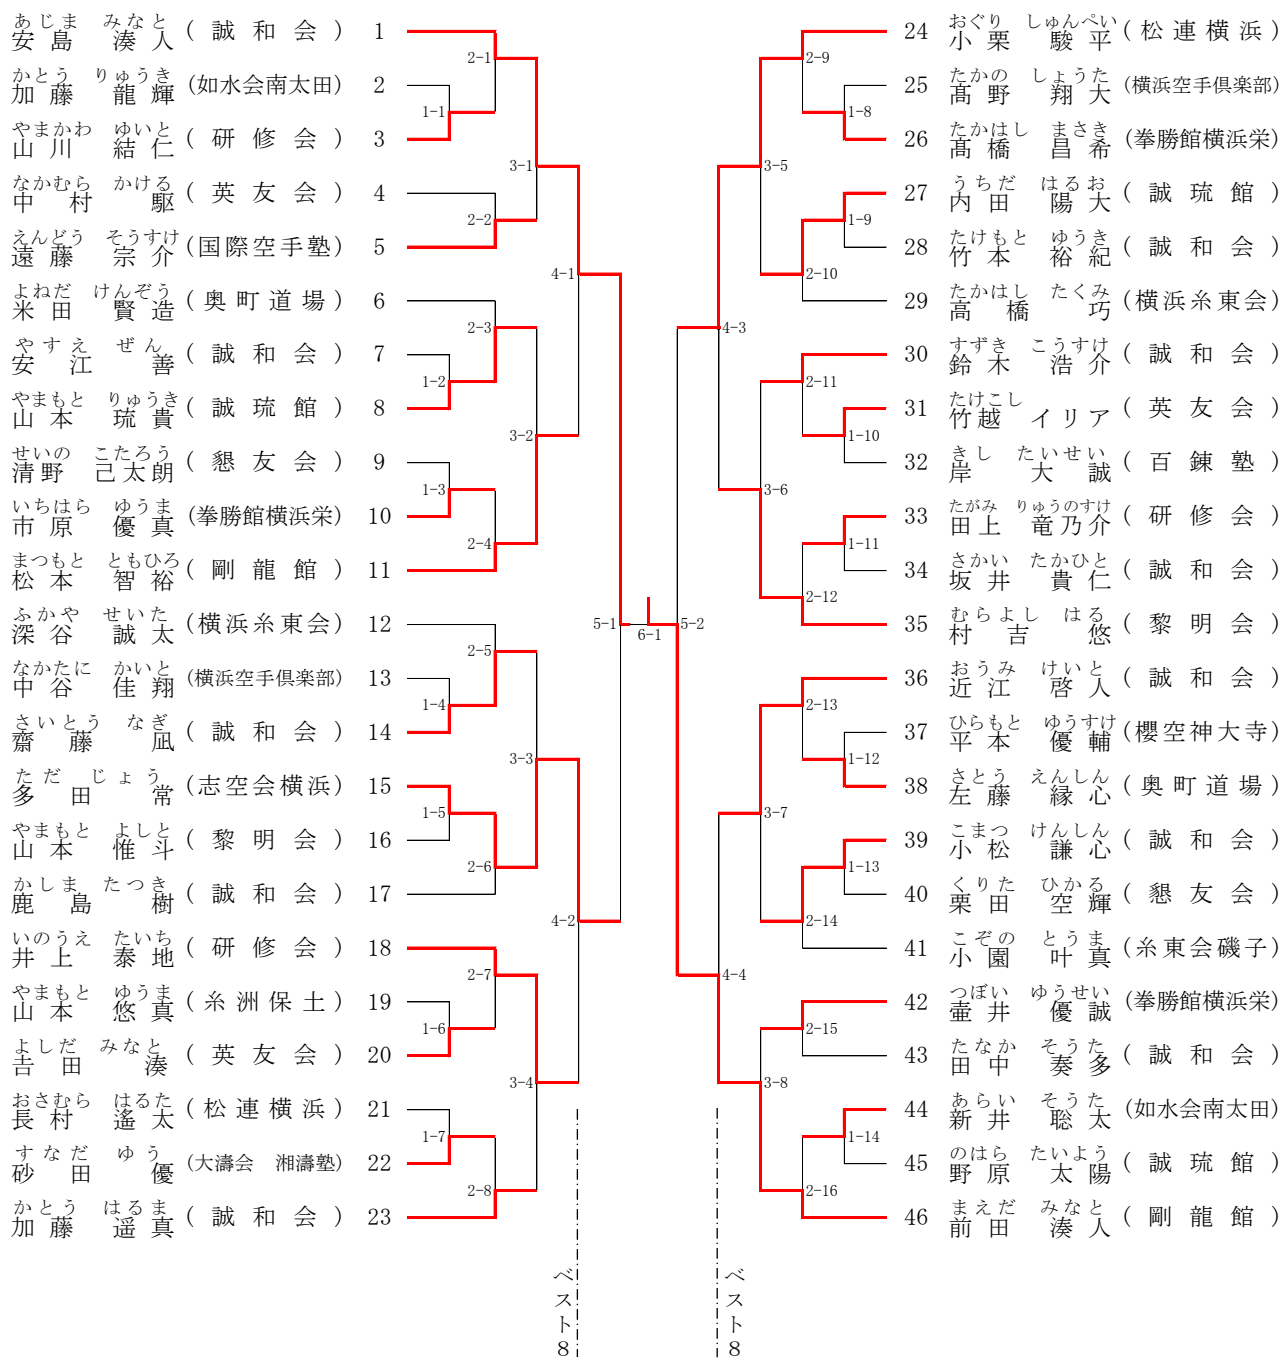 あじま みなと
安島 湊人 (誠和会) 1
かとう りゅうき
加藤 龍輝 (如水会南太田) 2
やまかわ ゆいと
山川 結仁 (研修会) 3
なかむら かける
中村 駆 (英友会) 4
えんどう そうすけ
遠藤 宗介 (国際空手塾) 5
よねだ けんぞう
米田 賢造 (奥町道場) 6
やすえ ぜん
安江 善 (誠和会) 7
やまもと りゅうき
山本 琉貴 (誠琉館) 8
せいの こたろう
清野 己太朗 (懇友会) 9
いちはら ゆうま
市原 優真 (拳勝館横浜栄) 10
まつもと ともひろ
松本 智裕 (剛龍館) 11
ふかや せいた
深谷 誠太 (横浜糸東会) 12
なかたに かいと
中谷 佳翔 (横浜空手倶楽部) 13
さいとう なぎ
齋藤 凪 (誠和会) 14
ただ じょう
多田 常 (志空会横浜) 15
やまもと よしと
山本 惟斗 (黎明会) 16
かしま たつき
鹿島 樹 (誠和会) 17
いのうえ たいち
井上 泰地 (研修会) 18
やまもと ゆうま
山本 悠真 (糸洲保土) 19
よしだ みなと
吉田 湊 (英友会) 20
おさむら はるた
長村 遙太 (松連横浜) 21
すなだ ゆう
砂田 優 (大濤会 湘濤塾) 22
かとう はるま
加藤 遥真 (誠和会) 23
2-1
1-1
3-1
2-2
4-1
2-3
1-2
3-2
1-3
2-4
5-1
2-5
1-4
3-3
1-5
2-6
4-2
2-7
1-6
3-4
1-7
2-8
6-1
5-2
2-9
1-8
3-5
1-9
2-10
4-3
2-11
1-10
3-6
1-11
2-12
2-13
1-12
3-7
1-13
2-14
4-4
2-15
3-8
1-14
2-16
おぐり しゅんぺい
24 小栗 駿平 (松連横浜)
たかの しょうた
25 髙野 翔大 (横浜空手倶楽部)
たかはし まさき
26 髙橋 昌希 (拳勝館横浜栄)
うちだ はるお
27 内田 陽大 (誠琉館)
たけもと ゆうき
28 竹本 裕紀 (誠和会)
たかはし たくみ
29 高橋 巧 (横浜糸東会)
すずき こうすけ
30 鈴木 浩介 (誠和会)
たけこし
31 竹越 イリア (英友会)
きし たいせい
32 岸 大誠 (百錬塾)
たがみ りゅうのすけ
33 田上 竜乃介 (研修会)
さかい たかひと
34 坂井 貴仁 (誠和会)
むらよし はる
35 村吉 悠 (黎明会)
おうみ けいと
36 近江 啓人 (誠和会)
ひらもと ゆうすけ
37 平本 優輔 (櫻空神大寺)
さとう えんしん
38 左藤 縁心 (奥町道場)
こまつ けんしん
39 小松 謙心 (誠和会)
くりた ひかる
40 栗田 空輝 (懇友会)
こぞの とうま
41 小園 叶真 (糸東会磯子)
つぼい ゆうせい
42 壷井 優誠 (拳勝館横浜栄)
たなか そうた
43 田中 奏多 (誠和会)
あらい そうた
44 新井 聡太 (如水会南太田)
のはら たいよう
45 野原 太陽 (誠琉館)
まえだ みなと
46 前田 湊人 (剛龍館)
ベスト8
ベスト8